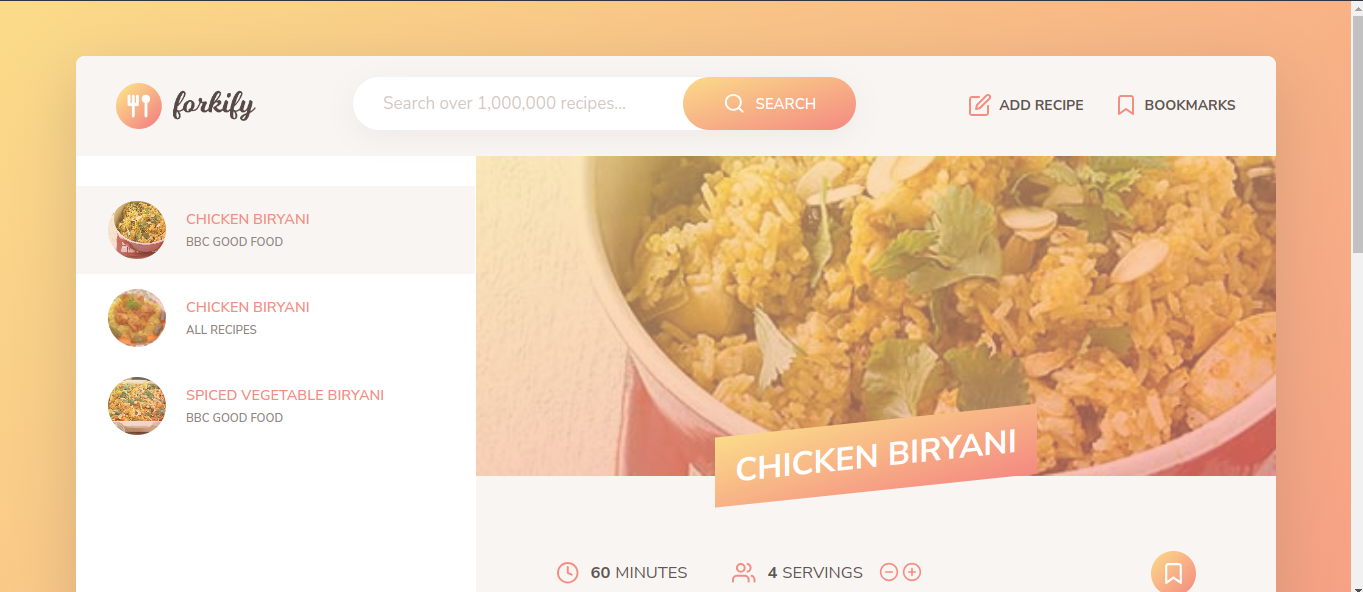 forkify
Search over 1,000,000 recipes...
SEARCH
ADD RECIPE
BOOKMARKS
CHICKEN BIRYANI
BBC GOOD FOOD
CHICKEN BIRYANI
ALL RECIPES
SPICED VEGETABLE BIRYANI
BBC GOOD FOOD
CHICKEN BIRYANI
60 MINUTES
4 SERVINGS